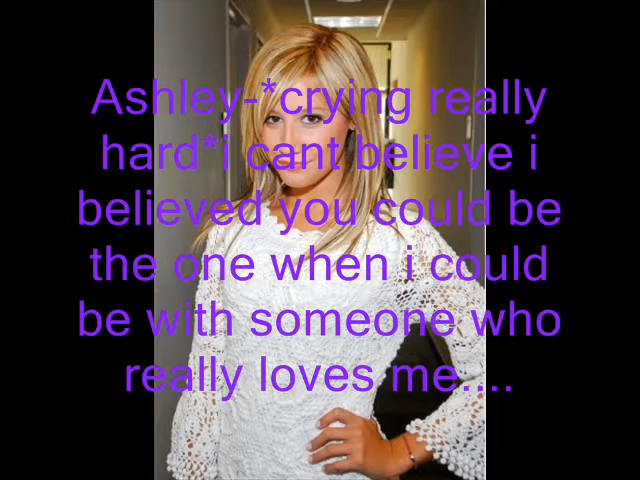 Ashley-*crying really
hard*i cant believe i
believed you could be
the one when i could
be with someone who
really loves me....